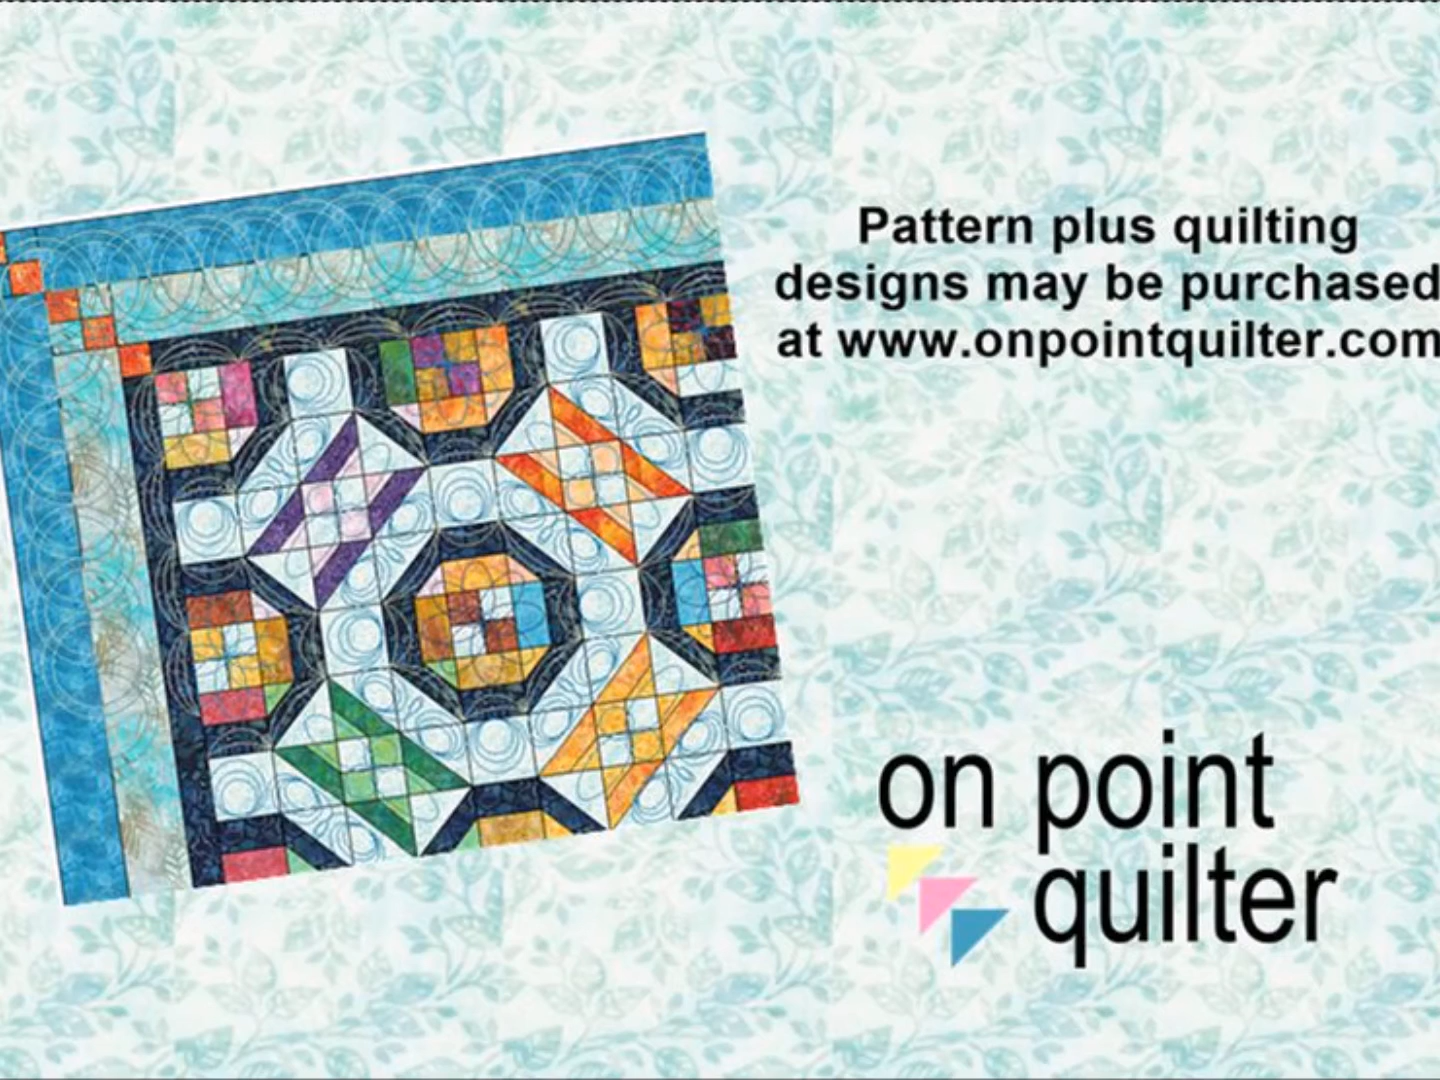 Pattern plus quilting
designs may be purchased
at www.onpointquilter.com
on point
quilter